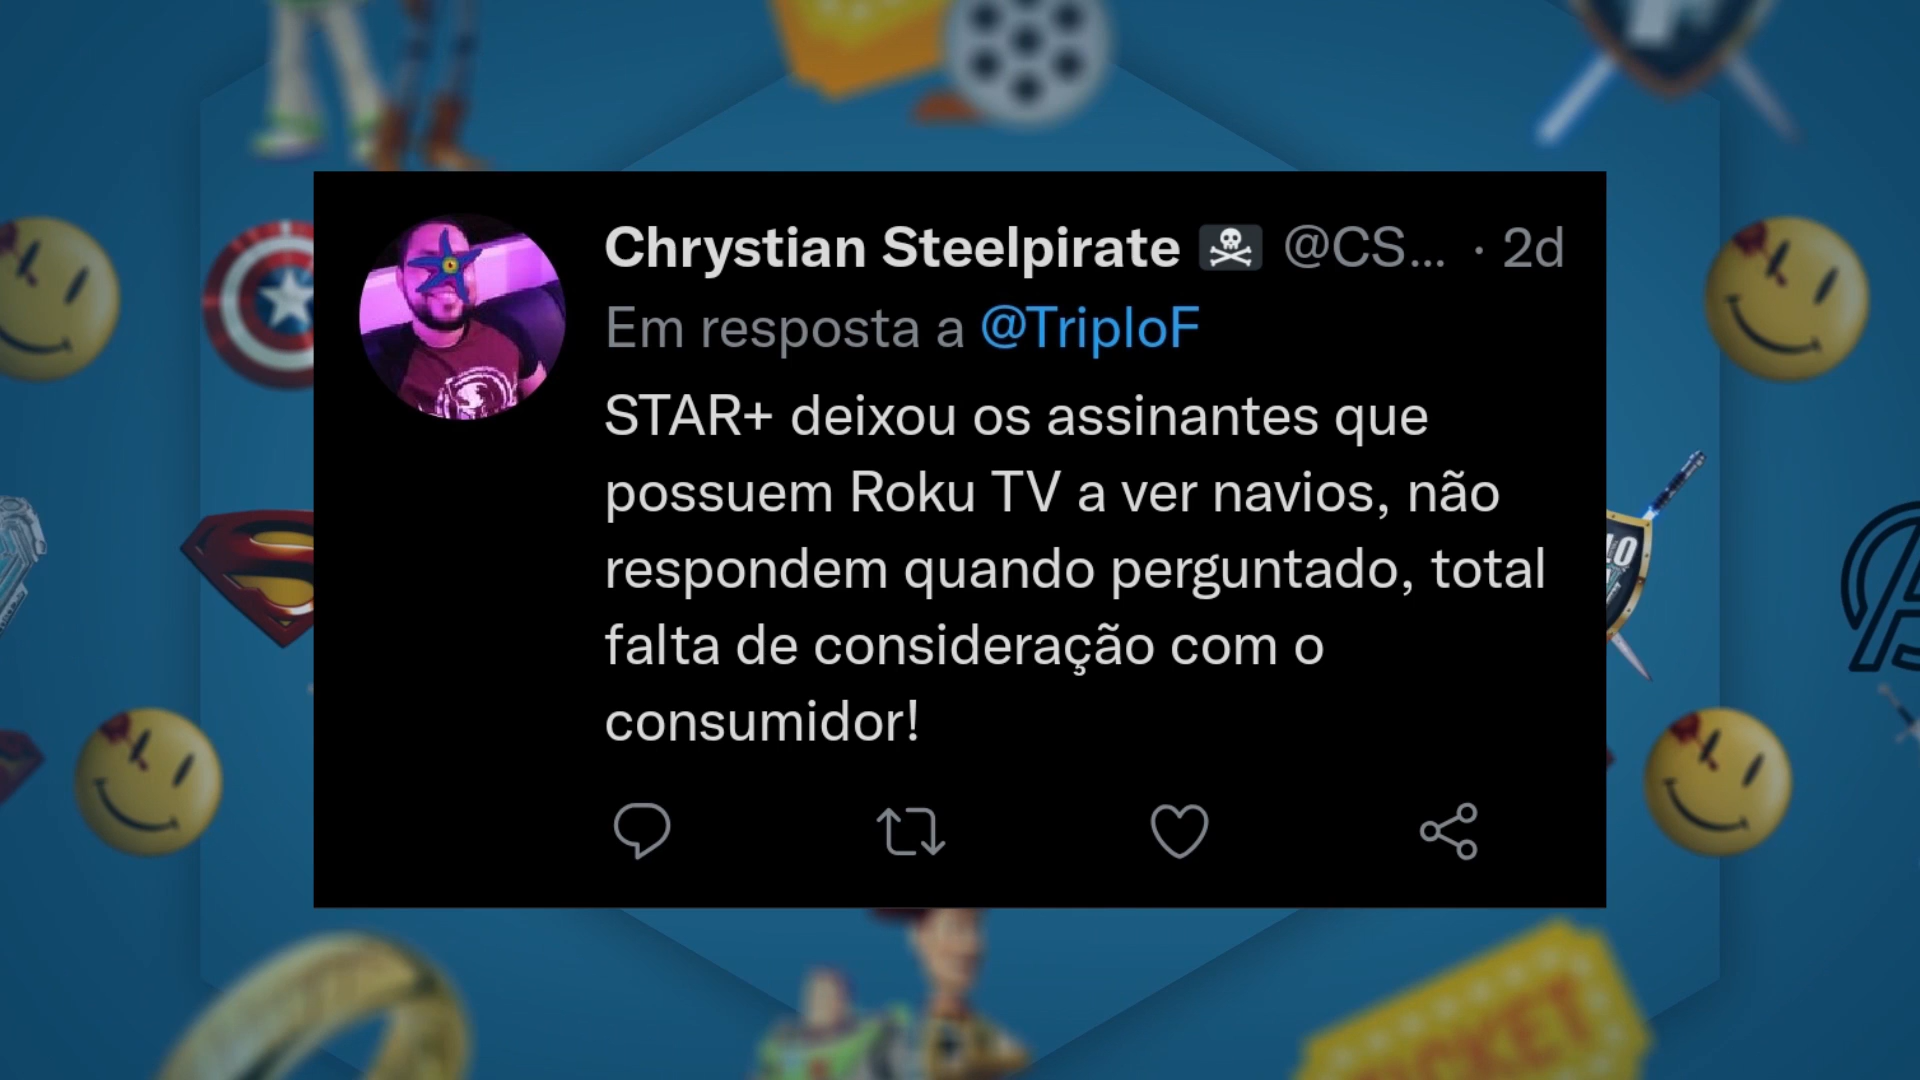 Chrystian Steelpirate @CS... · 2d
Em resposta a @TriploF
STAR+ deixou os assinantes que
possuem Roku TV a ver navios, não
respondem quando perguntado, total
falta de consideração com o
consumidor!
TICKET